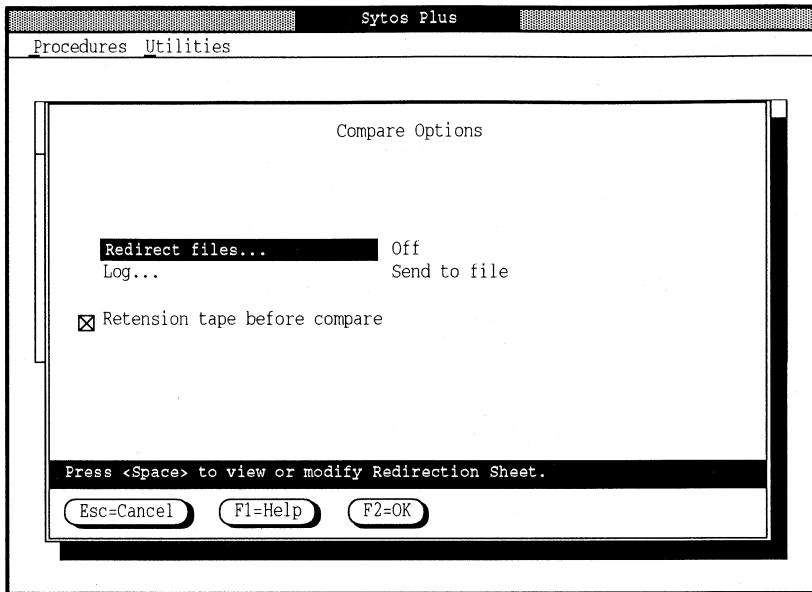 Sytos Plus
Procedures Utilities
Compare Options
Redirect files... Off
Log... Send to file
Retension tape before compare
Press <Space> to view or modify Redirection Sheet.
Esc=Cancel F1=Help F2=OK